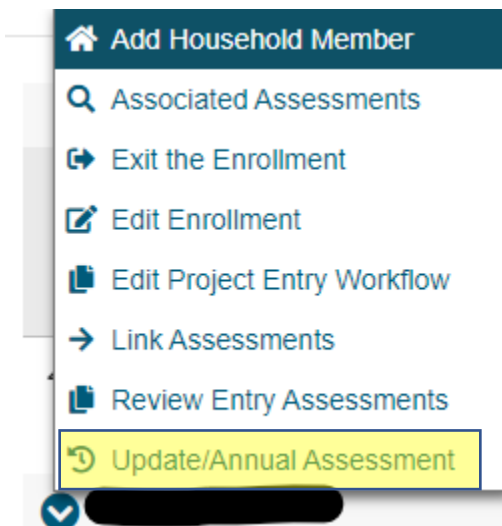 Add Household Member
Associated Assessments
Exit the Enrollment
Edit Enrollment
Edit Project Entry Workflow
Link Assessments
Review Entry Assessments
Update/Annual Assessment